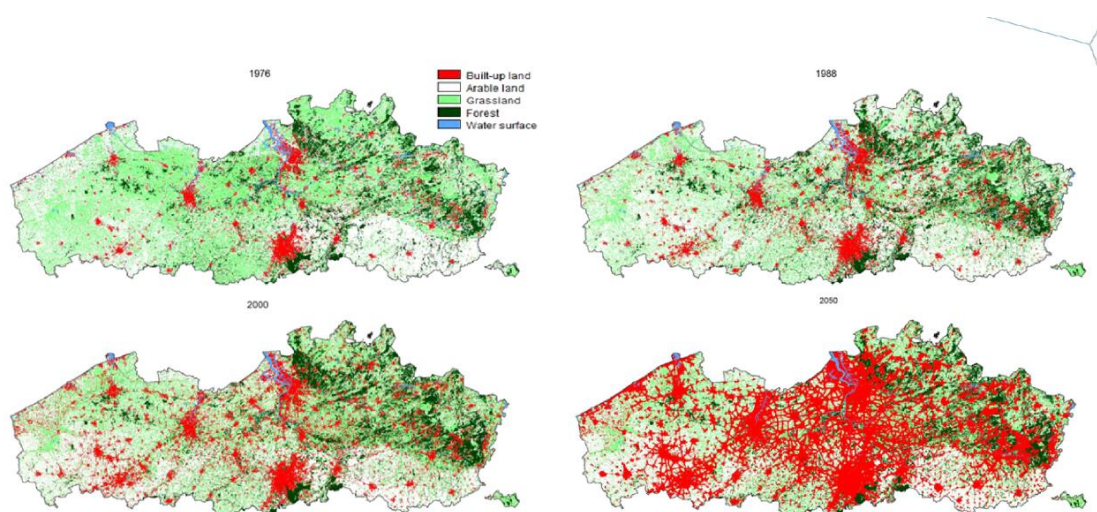 1976
Built-up land
Arable land
Grassland
Forest
Water surface
1988
2000
2050